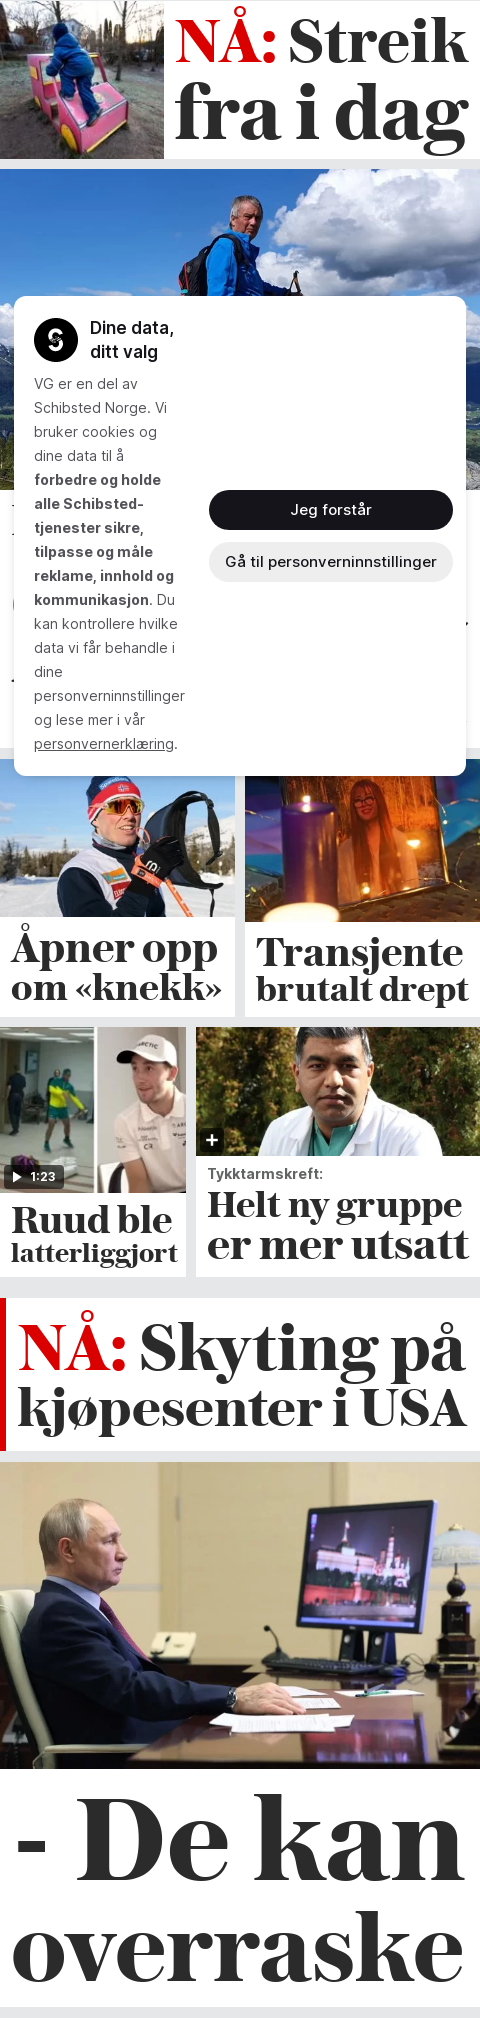 NÅ: Streik
fra i dag
Dine data,
ditt valg
VG er en del av
Schibsted Norge. Vi
bruker cookies og
dine data til å
forbedre og holde
alle Schibsted-
tjenester sikre,
tilpasse og måle
reklame, innhold og
kommunikasjon. Du
kan kontrollere hvilke
data vi får behandle i
dine
personverninnstillinger
og lese mer i vår
personvernerklæring.
Jeg forstår
Gå til personverninnstillinger
Åpner opp
om «knekk»
Transjente
brutalt drept
1:23
Ruud ble
latterliggjort
Tykktarmskreft:
Helt ny gruppe
er mer utsatt
NÅ: Skyting på
kjøpesenter i USA
- De kan
overraske